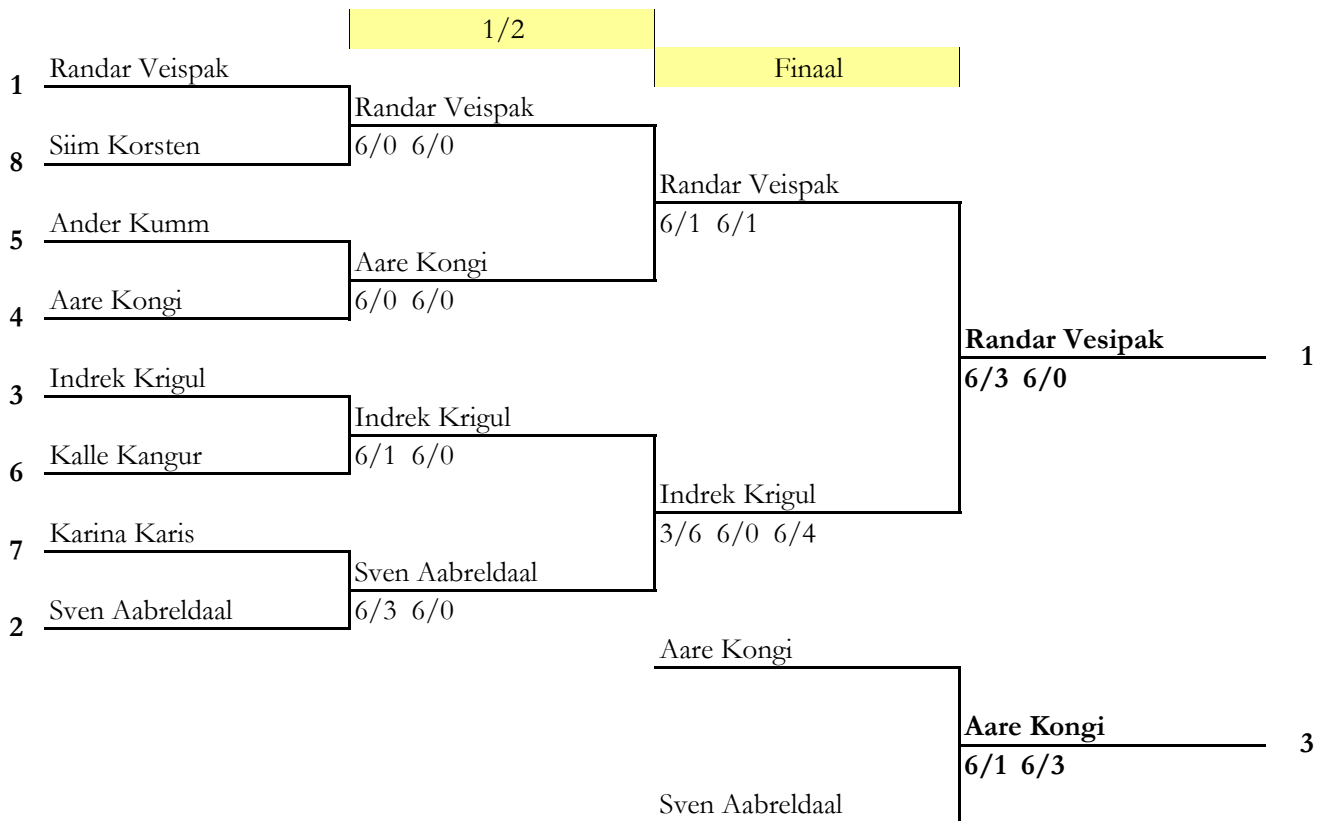 1/2
Finaal
1 Randar Veispak
Randar Veispak
8 Siim Korsten
6/0 6/0
Randar Veispak
5 Ander Kumm
6/1 6/1
Aare Kongi
4 Aare Kongi
6/0 6/0
Randar Vesipak
1
3 Indrek Krigul
6/3 6/0
Indrek Krigul
6 Kalle Kangur
6/1 6/0
Indrek Krigul
7 Karina Karis
3/6 6/0 6/4
Sven Aabreldaal
2 Sven Aabreldaal
6/3 6/0
Aare Kongi
Aare Kongi
3
6/1 6/3
Sven Aabreldaal